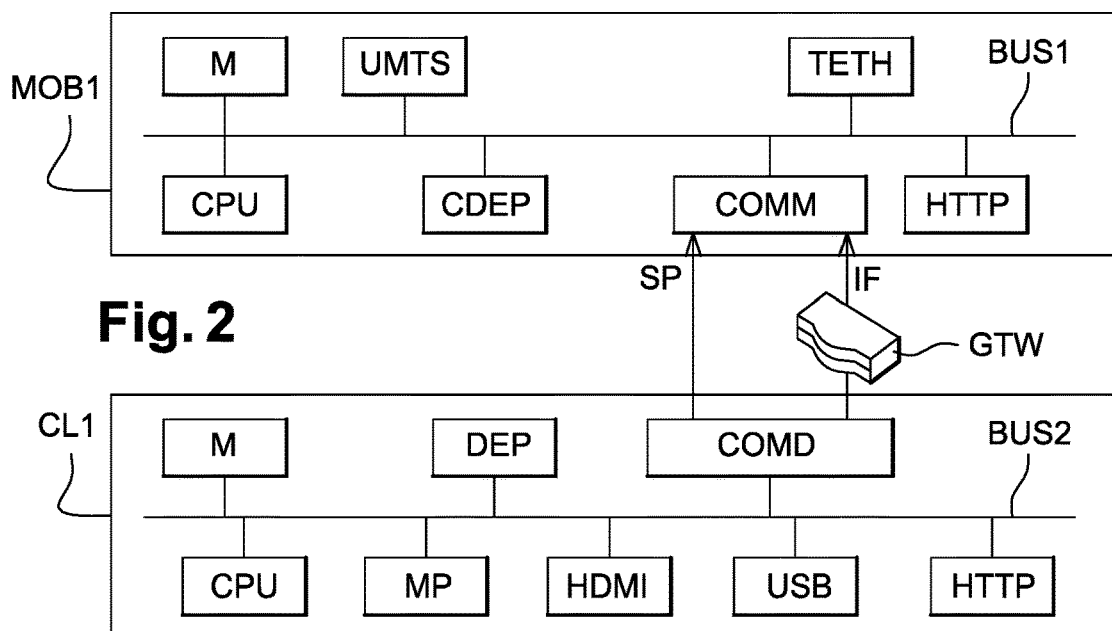 M UMTS TETH BUS1
MOB1
CPU CDEP COMM HTTP
SP IF
Fig. 2
GTW
CL1
M DEP COMD BUS2
CPU MP HDMI USB HTTP